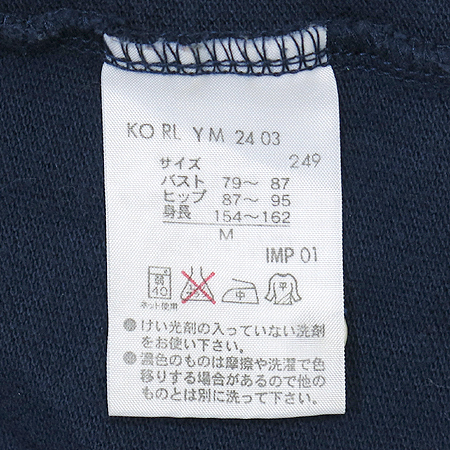 KO RL YM 24 03
サイズ 249
バスト 79～ 87
ヒップ 87～ 95
身長 154～162
M
IMP 01
弱 40 中 平
ネット使用
●けい光剤の入っていない洗剤
をお使い下さい。
●濃色のものは摩擦や洗濯で色
移りする場合があるので他の
ものとは別に洗って下さい。